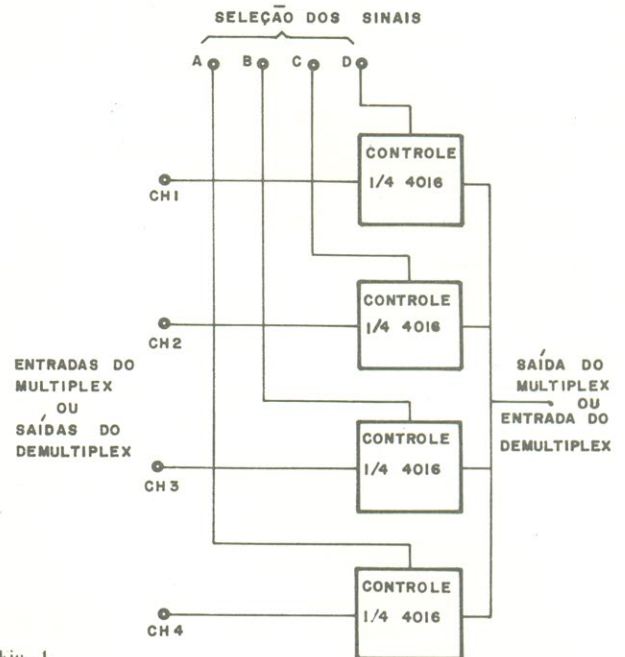 SELEÇÃO DOS SINAIS
A B C D
CONTROLE
1/4 4016
CH1
CONTROLE
1/4 4016
CH2
ENTRADAS DO
MULTIPLEX
OU
SAÍDAS DO
DEMULTIPLEX
SAÍDA DO
MULTIPLEX
OU
ENTRADA DO
DEMULTIPLEX
CONTROLE
1/4 4016
CH3
CONTROLE
1/4 4016
CH4